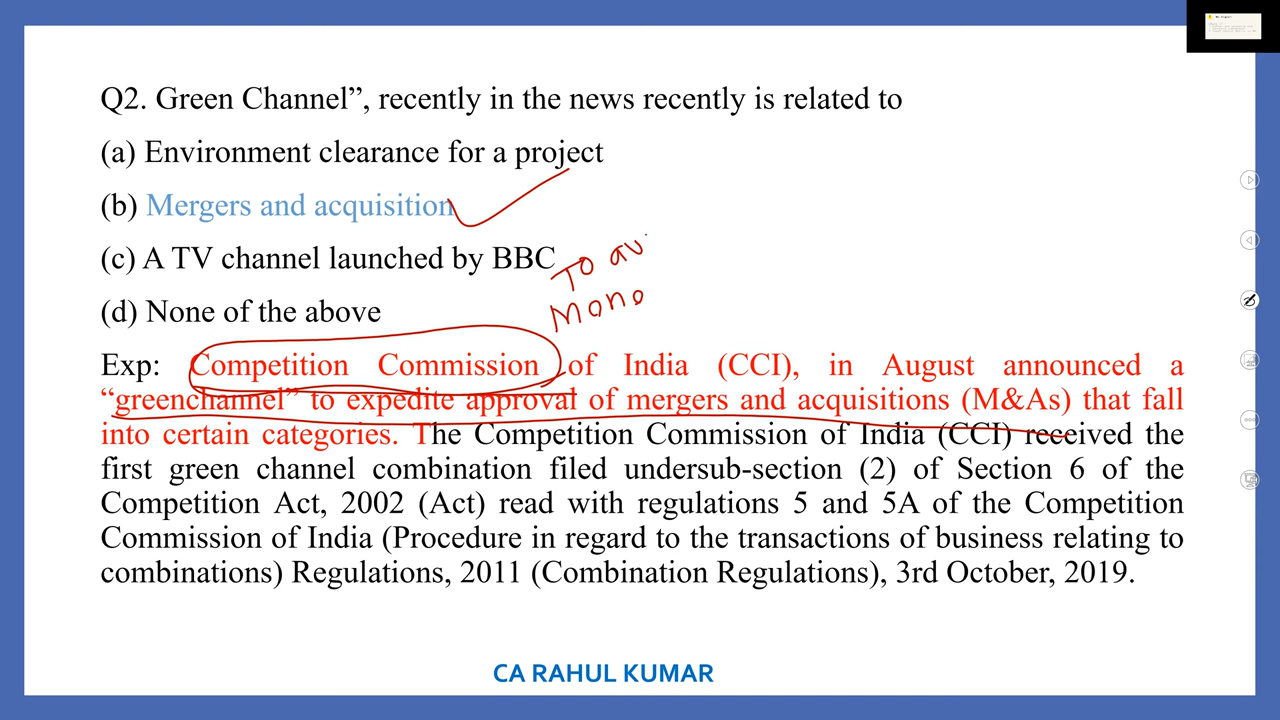 Q2. Green Channel”, recently in the news recently is related to
(a) Environment clearance for a project
(b) Mergers and acquisition
(c) A TV channel launched by BBC
To av
(d) None of the above
Mono
Exp: Competition Commission of India (CCI), in August announced a
“greenchannel” to expedite approval of mergers and acquisitions (M&As) that fall
into certain categories. The Competition Commission of India (CCI) received the
first green channel combination filed undersub-section (2) of Section 6 of the
Competition Act, 2002 (Act) read with regulations 5 and 5A of the Competition
Commission of India (Procedure in regard to the transactions of business relating to
combinations) Regulations, 2011 (Combination Regulations), 3rd October, 2019.
CA RAHUL KUMAR